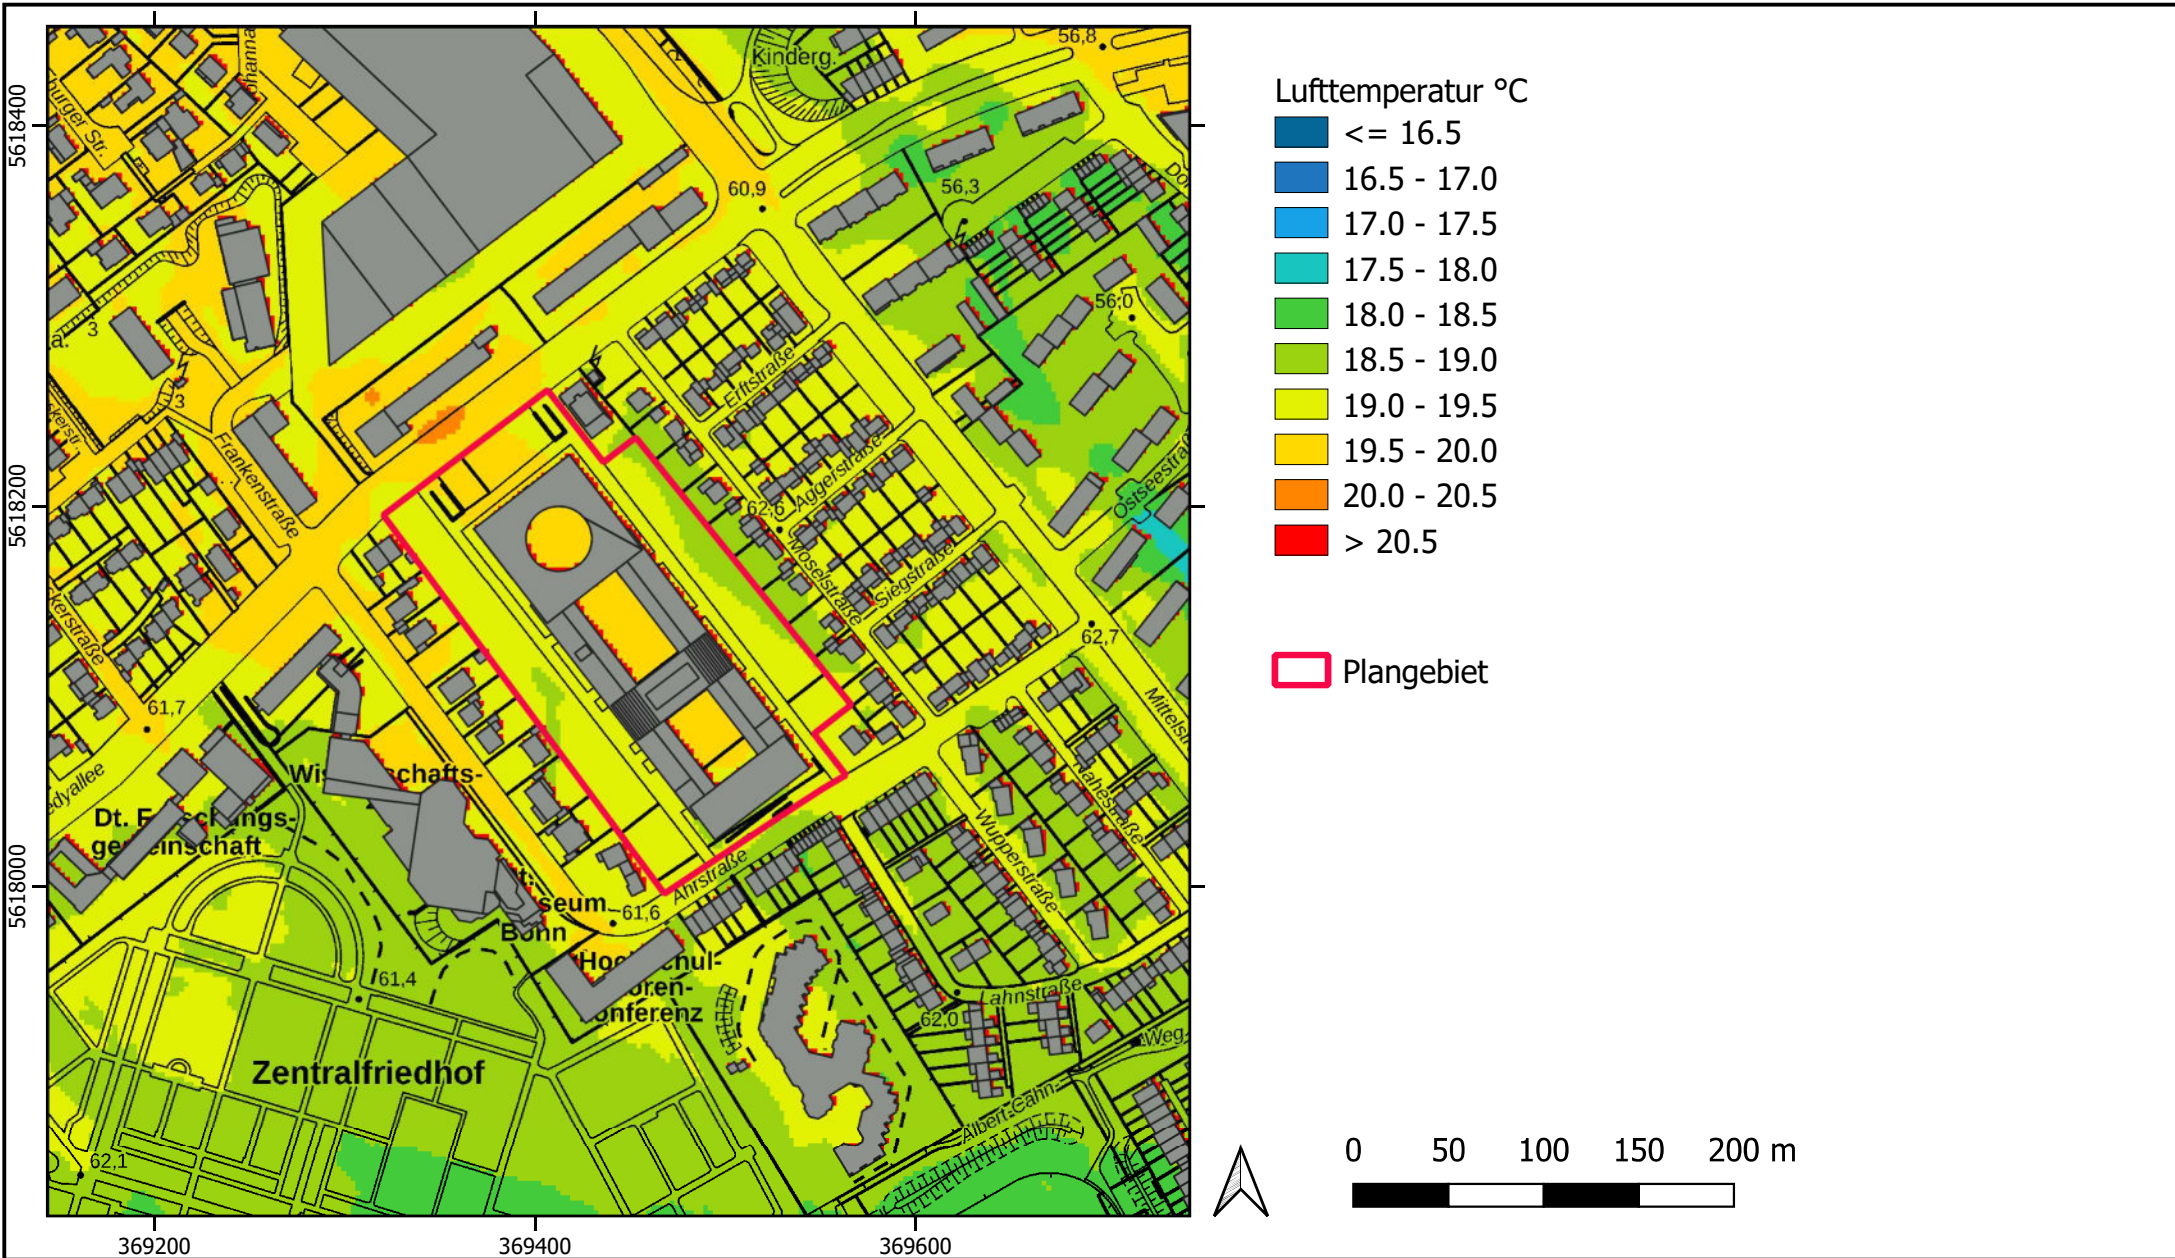 Kinderg.
56,8
5618400
60,9
56,3
56,0
3
3
Erftstraße
Frankenstraße
Aggerstraße
5618200
62,6
Moselstraße
Siegstraße
62,7
61,7
Mittelstr
Nahestraße
Wupperstraße
Ahrstraße
61,6
Bonn
5618000
61,4
Lahnstraße
62,0
Weg
Zentralfriedhof
Albert-Cahn-
62,1
369200
369400
369600
Lufttemperatur °C
<= 16.5
16.5 - 17.0
17.0 - 17.5
17.5 - 18.0
18.0 - 18.5
18.5 - 19.0
19.0 - 19.5
19.5 - 20.0
20.0 - 20.5
> 20.5
Plangebiet
0 50 100 150 200 m